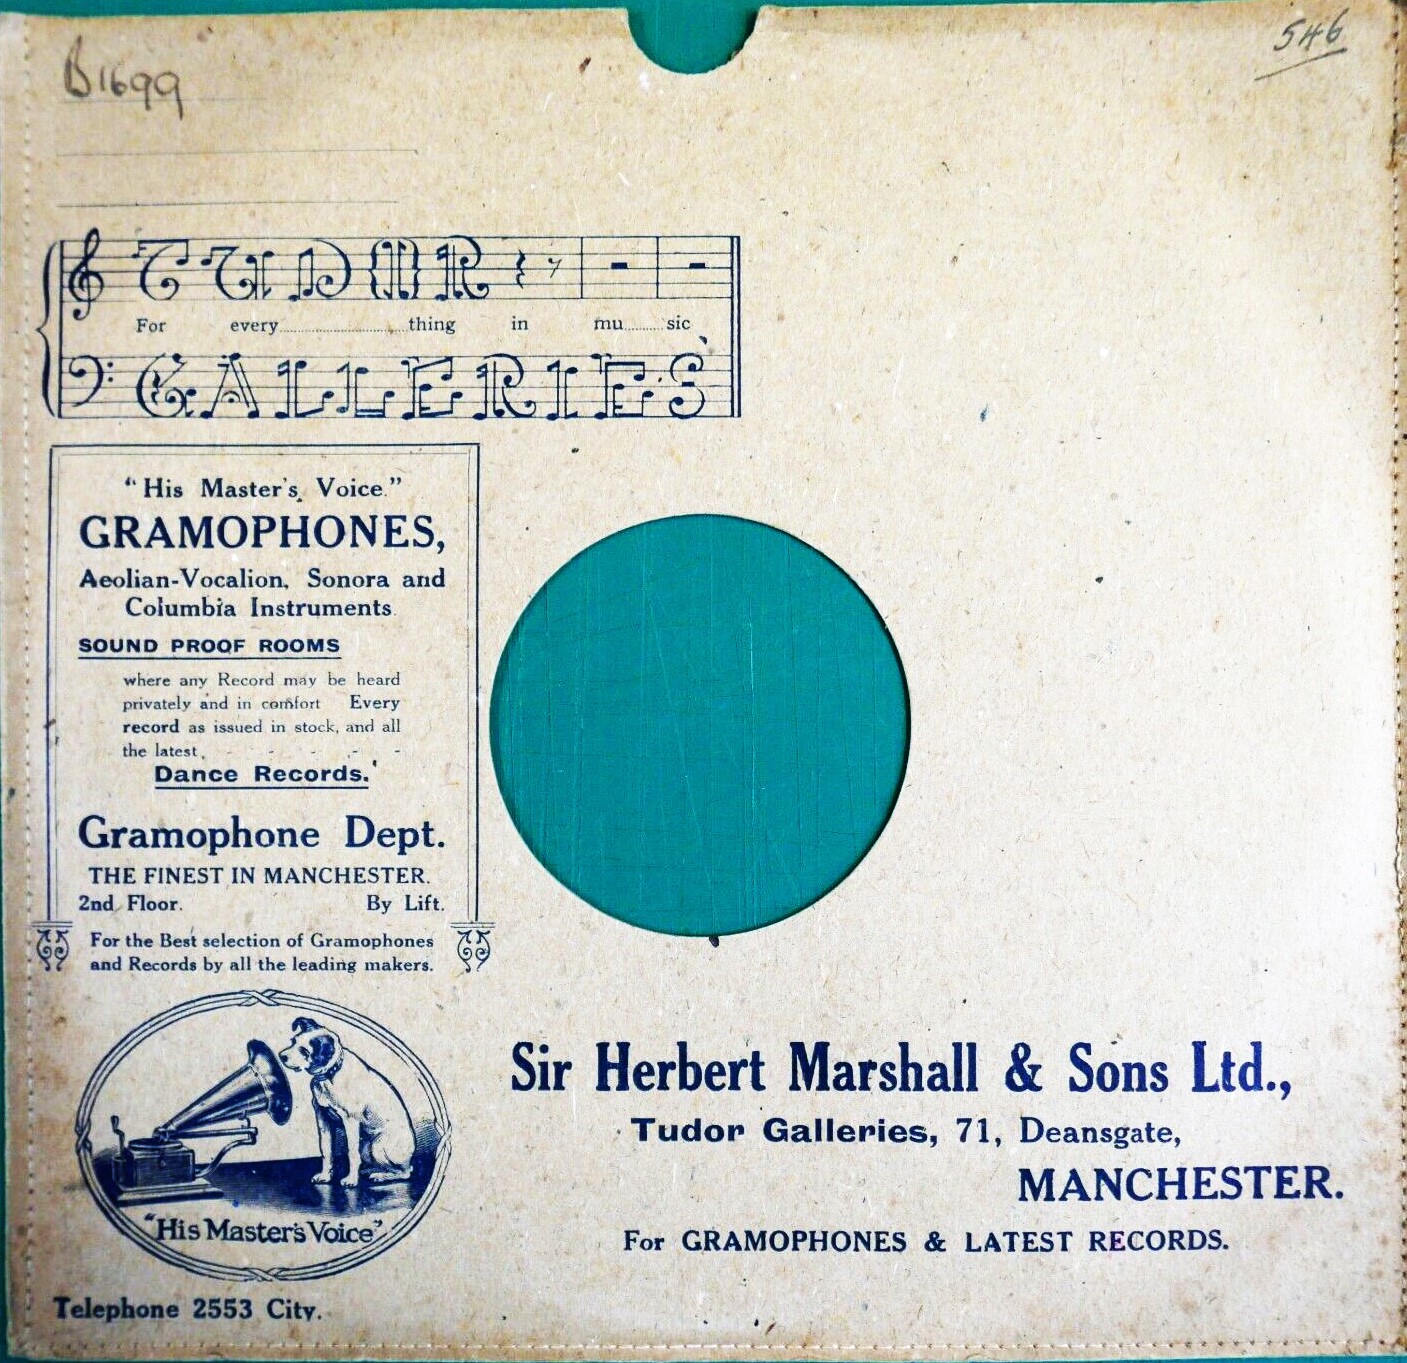 B1699
546
TUDOR
For every..............................thing in mu..........sic
GALLERIES
"His Master's Voice."
GRAMOPHONES,
Aeolian-Vocalion, Sonora and
Columbia Instruments.
SOUND PROOF ROOMS
where any Record may be heard
privately and in comfort Every
record as issued in stock, and all
the latest, - - - - -
Dance Records.
Gramophone Dept.
THE FINEST IN MANCHESTER.
2nd Floor. By Lift.
For the Best selection of Gramophones
and Records by all the leading makers.
"His Master's Voice"
Sir Herbert Marshall & Sons Ltd.,
Tudor Galleries, 71, Deansgate,
MANCHESTER.
For GRAMOPHONES & LATEST RECORDS.
Telephone 2553 City.